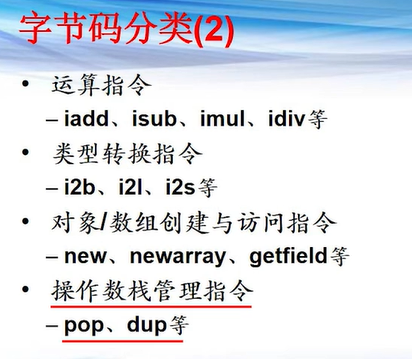 字节码分类(2)
• 运算指令
– iadd、isub、imul、idiv等
• 类型转换指令
– i2b、i2l、i2s等
• 对象/数组创建与访问指令
– new、newarray、getfield等
• 操作数栈管理指令
– pop、dup等